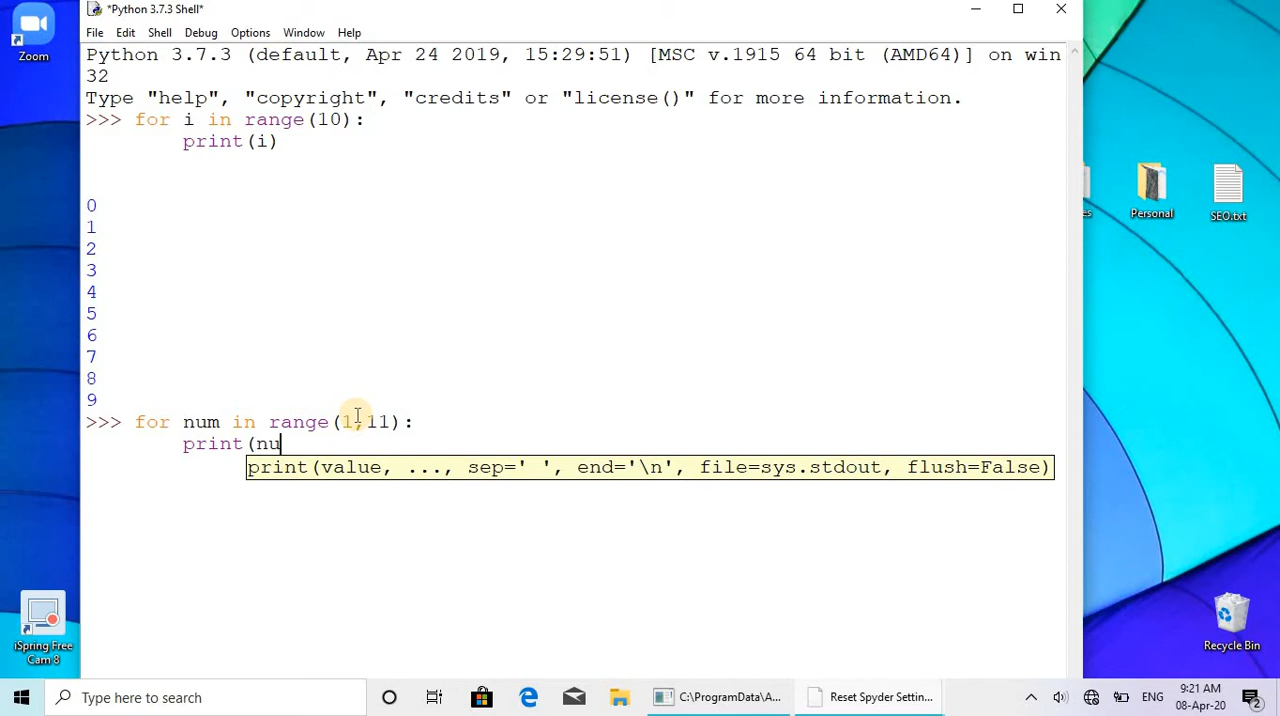 *Python 3.7.3 Shell*
File Edit Shell Debug Options Window Help
Python 3.7.3 (default, Apr 24 2019, 15:29:51) [MSC v.1915 64 bit (AMD64)] on win
32
Type "help", "copyright", "credits" or "license()" for more information.
>>> for i in range(10):
print(i)
0
1
2
3
4
5
6
7
8
9
>>> for num in range(1,11):
print(nu
print(value, ..., sep=' ', end='\n', file=sys.stdout, flush=False)
Zoom
Personal
SEO.txt
iSpring Free
Cam 8
Recycle Bin
Type here to search
C:\ProgramData\A...
Reset Spyder Settin...
ENG
9:21 AM
08-Apr-20
2